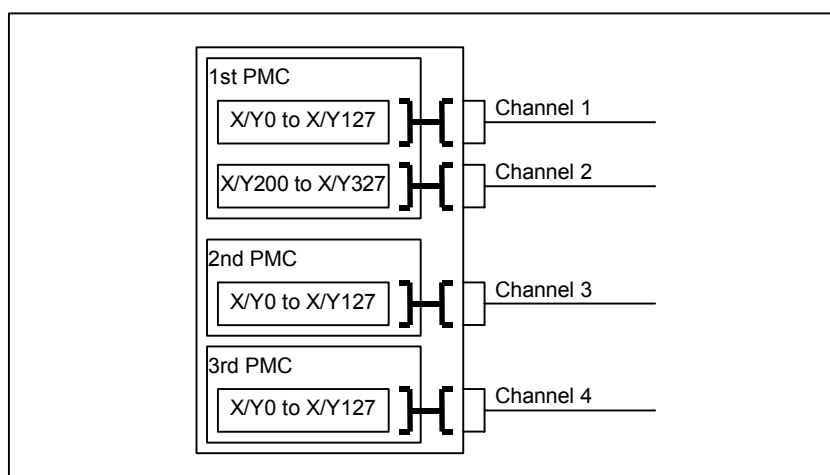 1st PMC
X/Y0 to X/Y127
Channel 1
X/Y200 to X/Y327
Channel 2
2nd PMC
X/Y0 to X/Y127
Channel 3
3rd PMC
X/Y0 to X/Y127
Channel 4